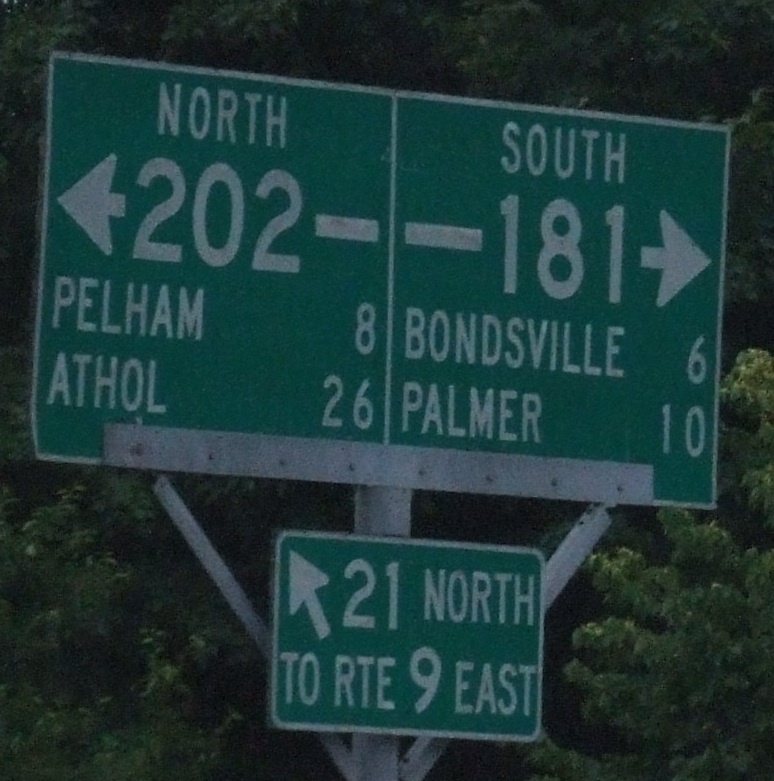 NORTH
202
PELHAM 8
ATHOL 26
SOUTH
181
BONDSVILLE 6
PALMER 10
21 NORTH
TO RTE 9 EAST